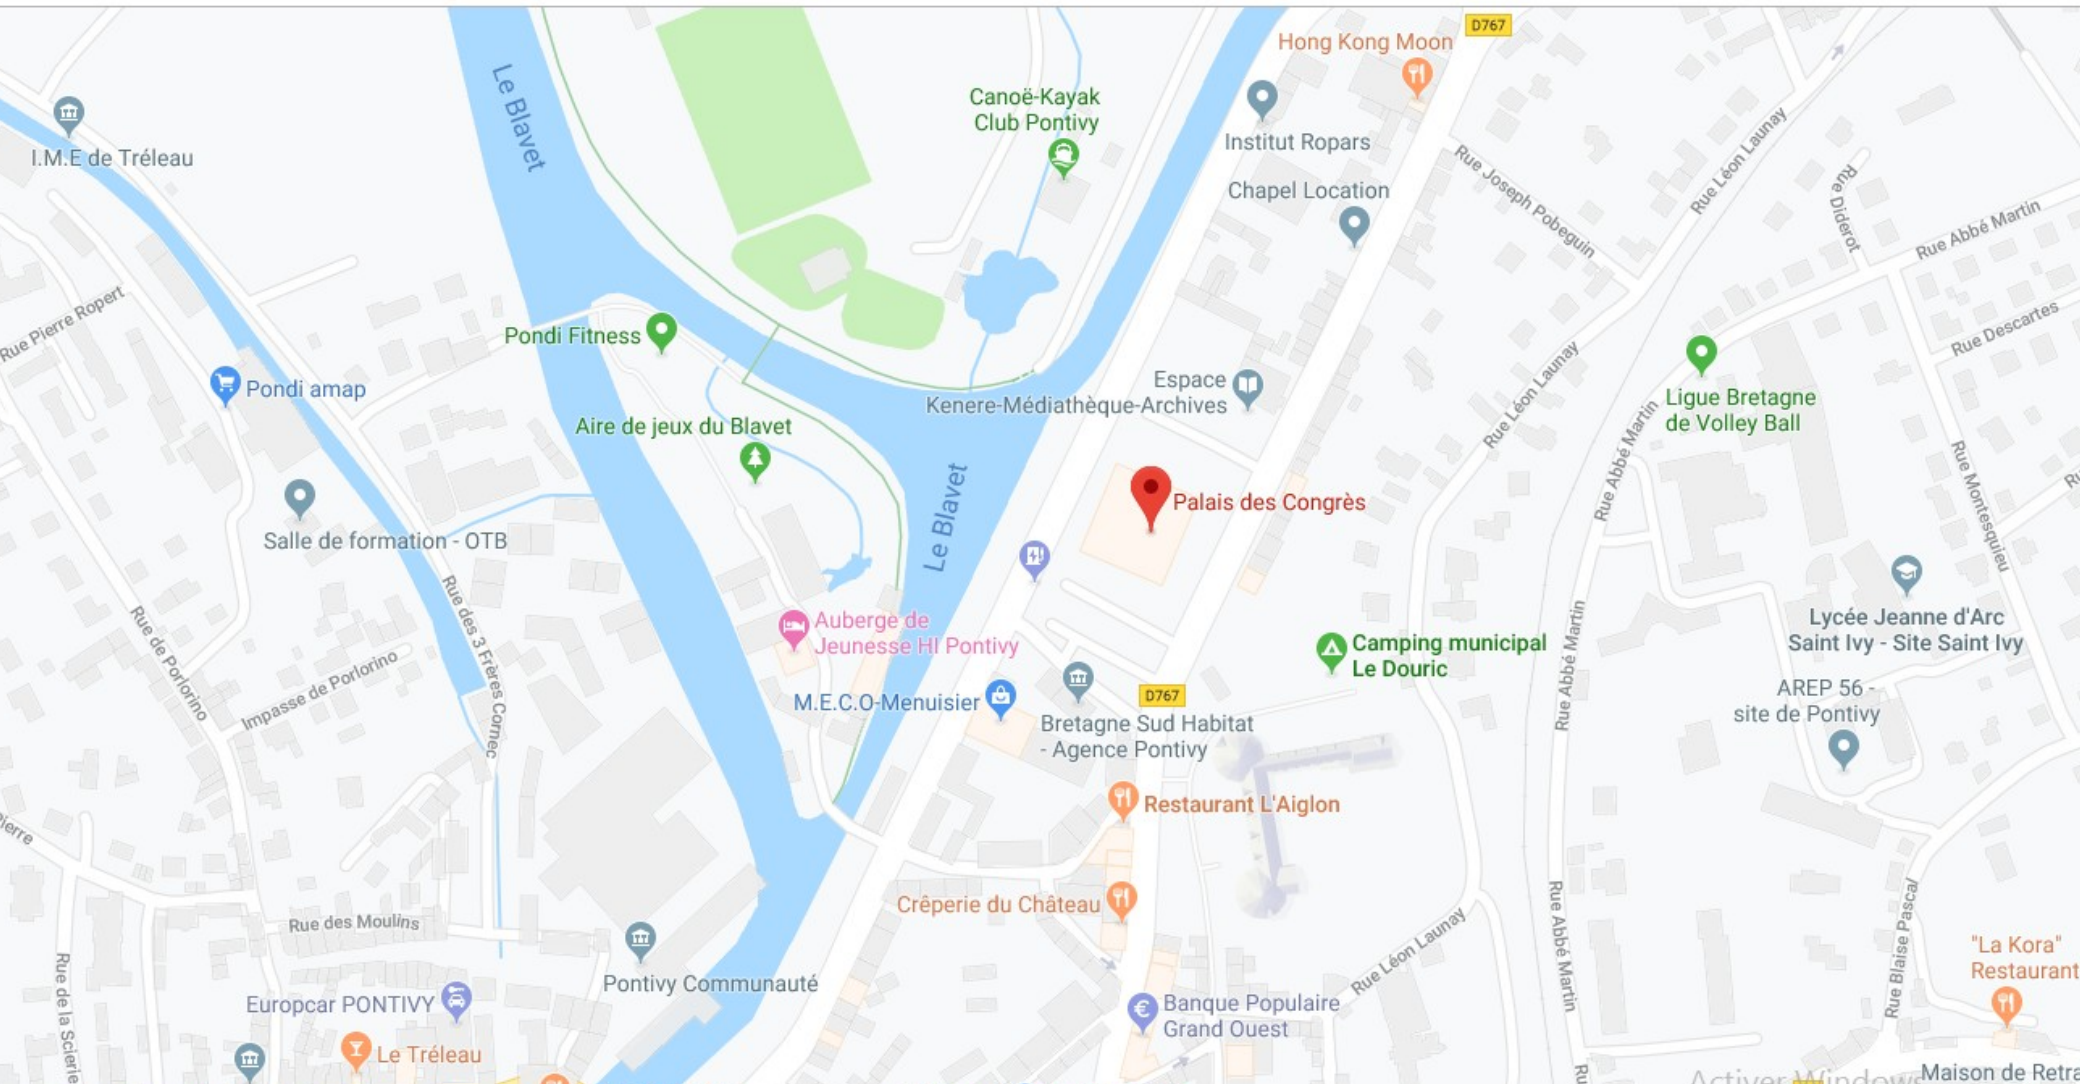 D767
Hong Kong Moon
Le Blavet
Canoë-Kayak
Club Pontivy
Institut Ropars
I.M.E de Tréleau
Chapel Location
Rue Joseph Pobeguin
Rue Léon Launay
Rue Diderot
Rue Abbé Martin
Rue Pierre Ropert
Pondi Fitness
Rue Descartes
Pondi amap
Espace
Kenere-Médiathèque-Archives
Rue Léon Launay
Ligue Bretagne
de Volley Ball
Aire de jeux du Blavet
Rue Abbé Martin
Rue Montesquieu
Le Blavet
Palais des Congrès
Salle de formation - OTB
Rue des 3 Frères Cornec
Rue de Porlorino
Impasse de Porlorino
Auberge de
Jeunesse HI Pontivy
Camping municipal
Le Douric
Rue Abbé Martin
Lycée Jeanne d'Arc
Saint Ivy - Site Saint Ivy
M.E.C.O-Menuisier
D767
Bretagne Sud Habitat
- Agence Pontivy
AREP 56 -
site de Pontivy
Restaurant L'Aiglon
Pierre
Crêperie du Château
Rue des Moulins
Rue Léon Launay
Rue Abbé Martin
Rue Blaise Pascal
"La Kora"
Restaurant
Rue de la Scierie
Pontivy Communauté
Europcar PONTIVY
Banque Populaire
Grand Ouest
Le Tréleau
Ru
Ru
Maison de Retra
Activer Windows